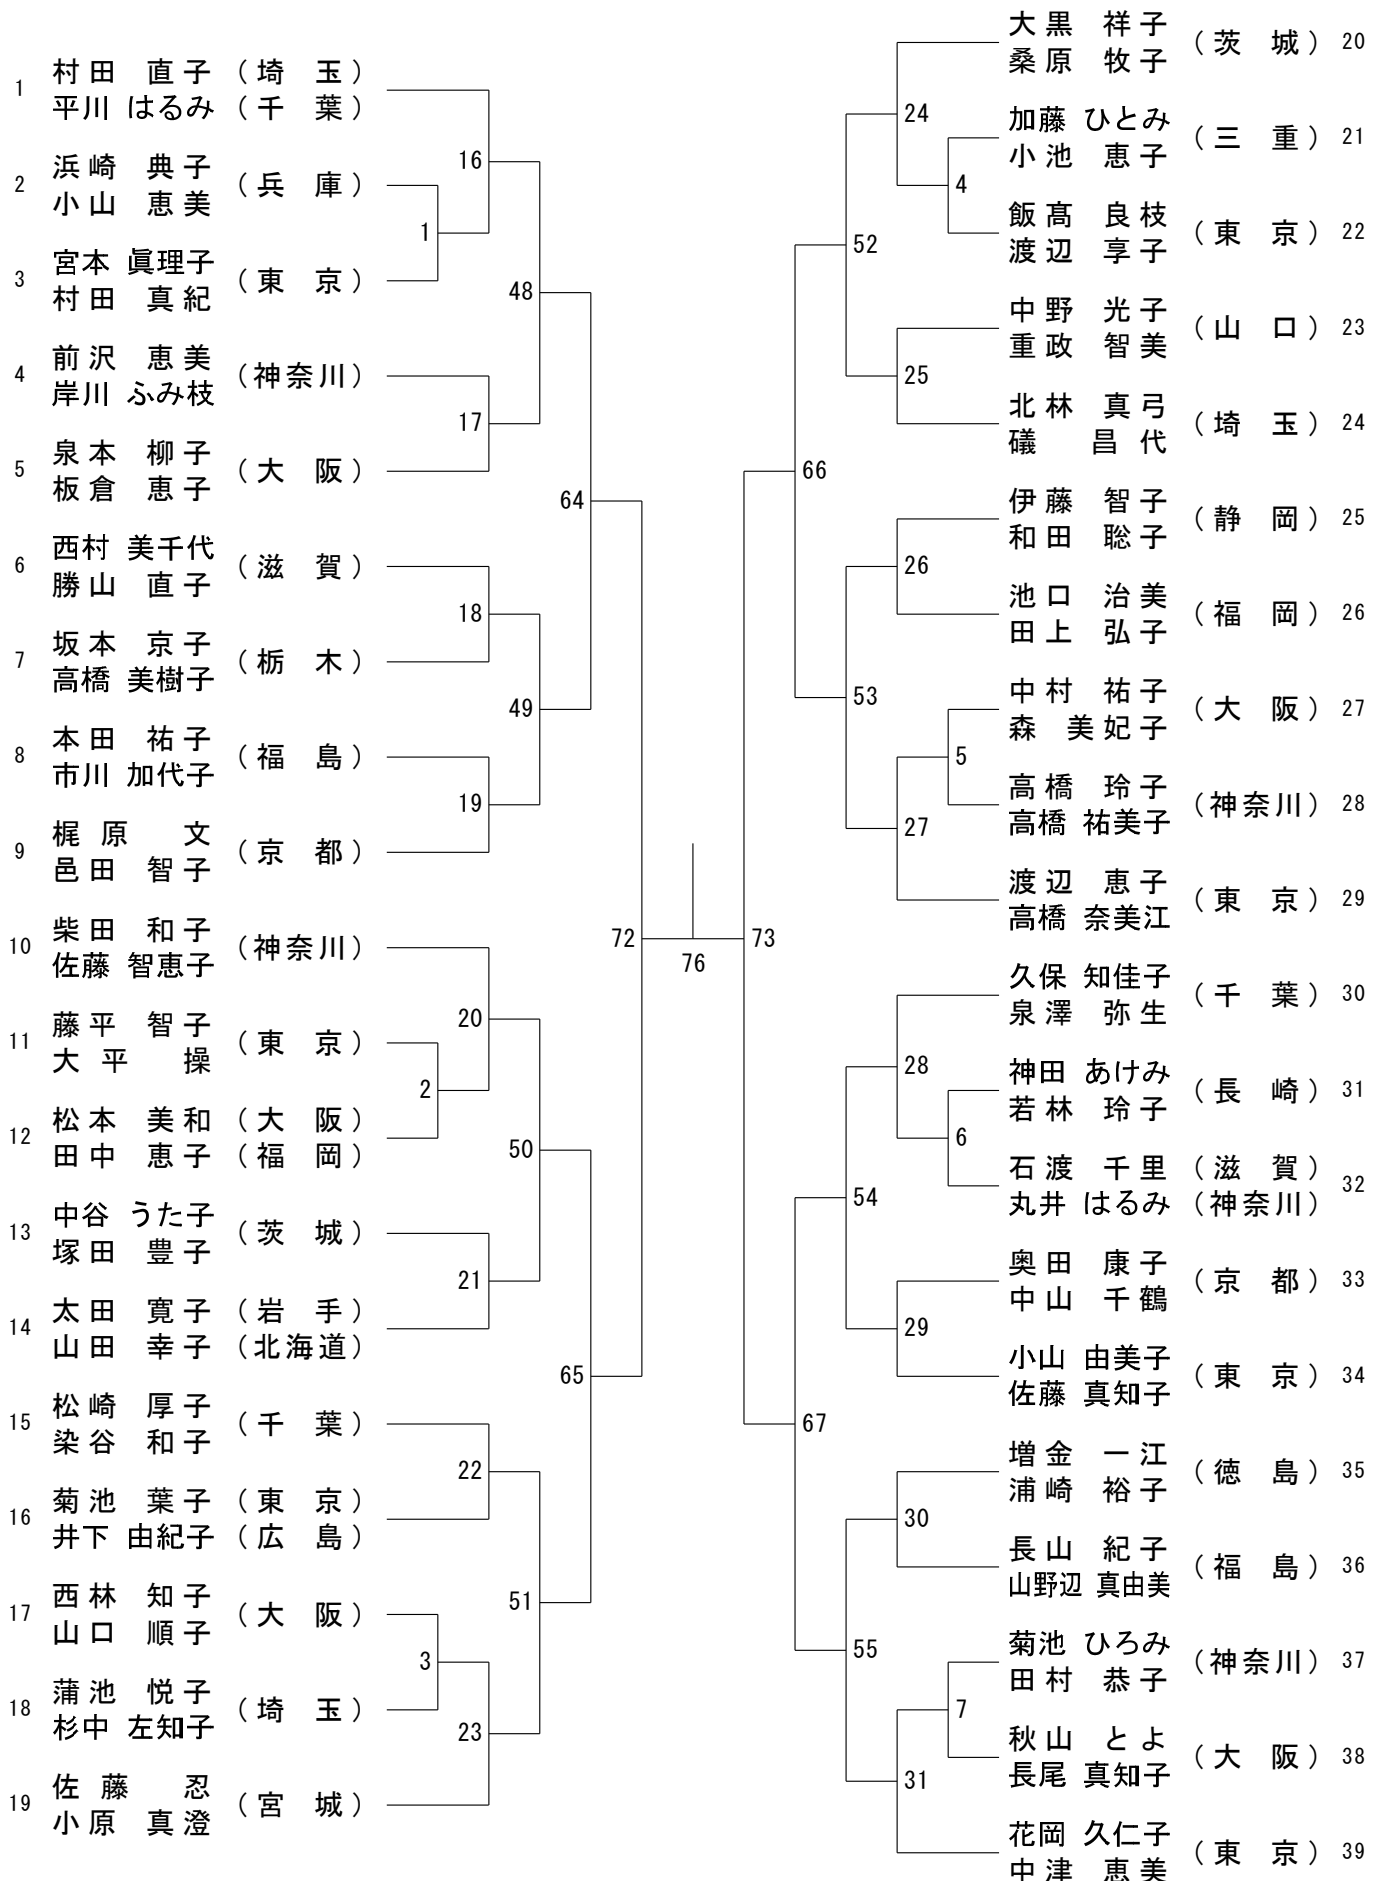 1 村田 直子 (埼 玉)
平川 はるみ (千 葉)
2 浜崎 典子 (兵 庫)
小山 恵美
1
3 宮本 眞理子 (東 京)
村田 真紀
16
4 前沢 恵美 (神奈川)
岸川 ふみ枝
17
5 泉本 柳子 (大 阪)
板倉 恵子
48
6 西村 美千代 (滋 賀)
勝山 直子
18
7 坂本 京子 (栃 木)
高橋 美樹子
8 本田 祐子 (福 島)
市川 加代子
19
9 梶原 文 (京 都)
邑田 智子
49
64
10 柴田 和子 (神奈川)
佐藤 智恵子
20
11 藤平 智子 (東 京)
大平 操
2
12 松本 美和 (大 阪)
田中 恵子 (福 岡)
50
13 中谷 うた子 (茨 城)
塚田 豊子
21
14 太田 寛子 (岩 手)
山田 幸子 (北海道)
65
15 松崎 厚子 (千 葉)
染谷 和子
22
16 菊池 葉子 (東 京)
井下 由紀子 (広 島)
51
17 西林 知子 (大 阪)
山口 順子
3
18 蒲池 悦子 (埼 玉)
杉中 左知子
23
19 佐藤 忍 (宮 城)
小原 真澄
72
76
73
大黒 祥子 (茨 城) 20
桑原 牧子
24
加藤 ひとみ (三 重) 21
小池 恵子
4
飯髙 良枝 (東 京) 22
渡辺 享子
52
中野 光子 (山 口) 23
重政 智美
25
北林 真弓 (埼 玉) 24
礒 昌代
66
伊藤 智子 (静 岡) 25
和田 聡子
26
池口 治美 (福 岡) 26
田上 弘子
53
中村 祐子 (大 阪) 27
森 美妃子
5
高橋 玲子 (神奈川) 28
高橋 祐美子
27
渡辺 恵子 (東 京) 29
高橋 奈美江
久保 知佳子 (千 葉) 30
泉澤 弥生
28
神田 あけみ (長 崎) 31
若林 玲子
6
石渡 千里 (滋 賀) 32
丸井 はるみ (神奈川)
54
奥田 康子 (京 都) 33
中山 千鶴
29
小山 由美子 (東 京) 34
佐藤 真知子
67
増金 一江 (徳 島) 35
浦崎 裕子
30
長山 紀子 (福 島) 36
山野辺 真由美
55
菊池 ひろみ (神奈川) 37
田村 恭子
7
秋山 とよ (大 阪) 38
長尾 真知子
31
花岡 久仁子 (東 京) 39
中津 恵美